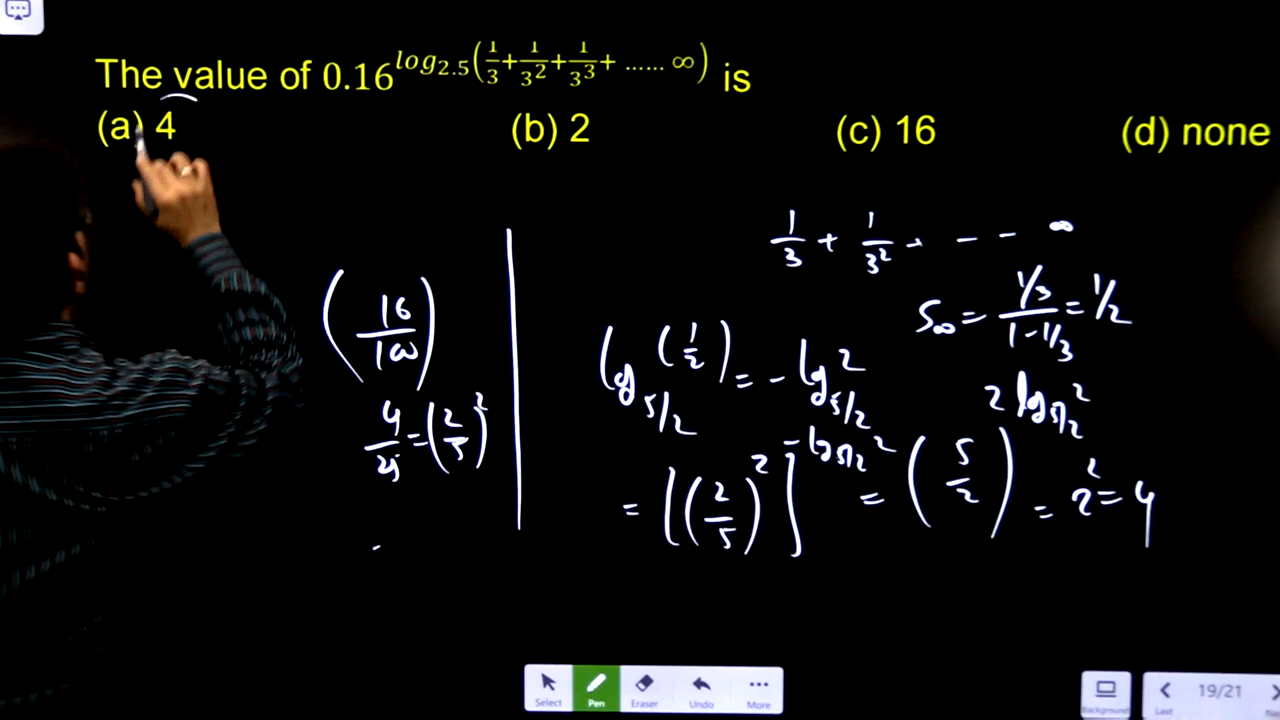 The value of 0.16^{log_{2.5}(1/3+1/3^2+1/3^3+ ...... ∞)} is
(a) 4 (b) 2 (c) 16 (d) none
1/3 + 1/3^2 + - - - ∞
S_∞ = (1/3)/(1-1/3) = 1/2
(16/100)
log_{5/2}(1/2) = - log_{5/2} 2
4/25 = (2/5)^2
= [(2/5)^2]^{-log_{5/2} 2} = (5/2)^{2 log_{5/2} 2} = 2^2 = 4
Select Pen Eraser Undo More
Background Last 19/21